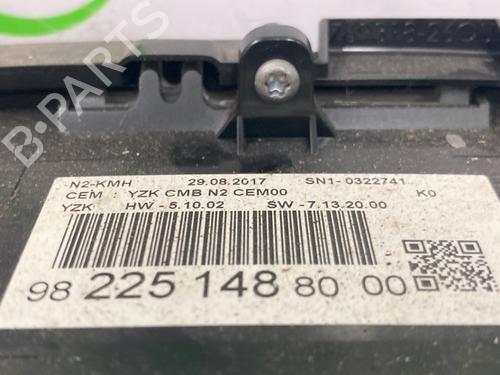 B-PARTS
N2-KMH 29.08.2017 SN1- 0322741
CEM : YZK CMB N2 CEM00 K0
YZK HW - 5.10.02 SW - 7.13.20.00
98 225 148 80 00